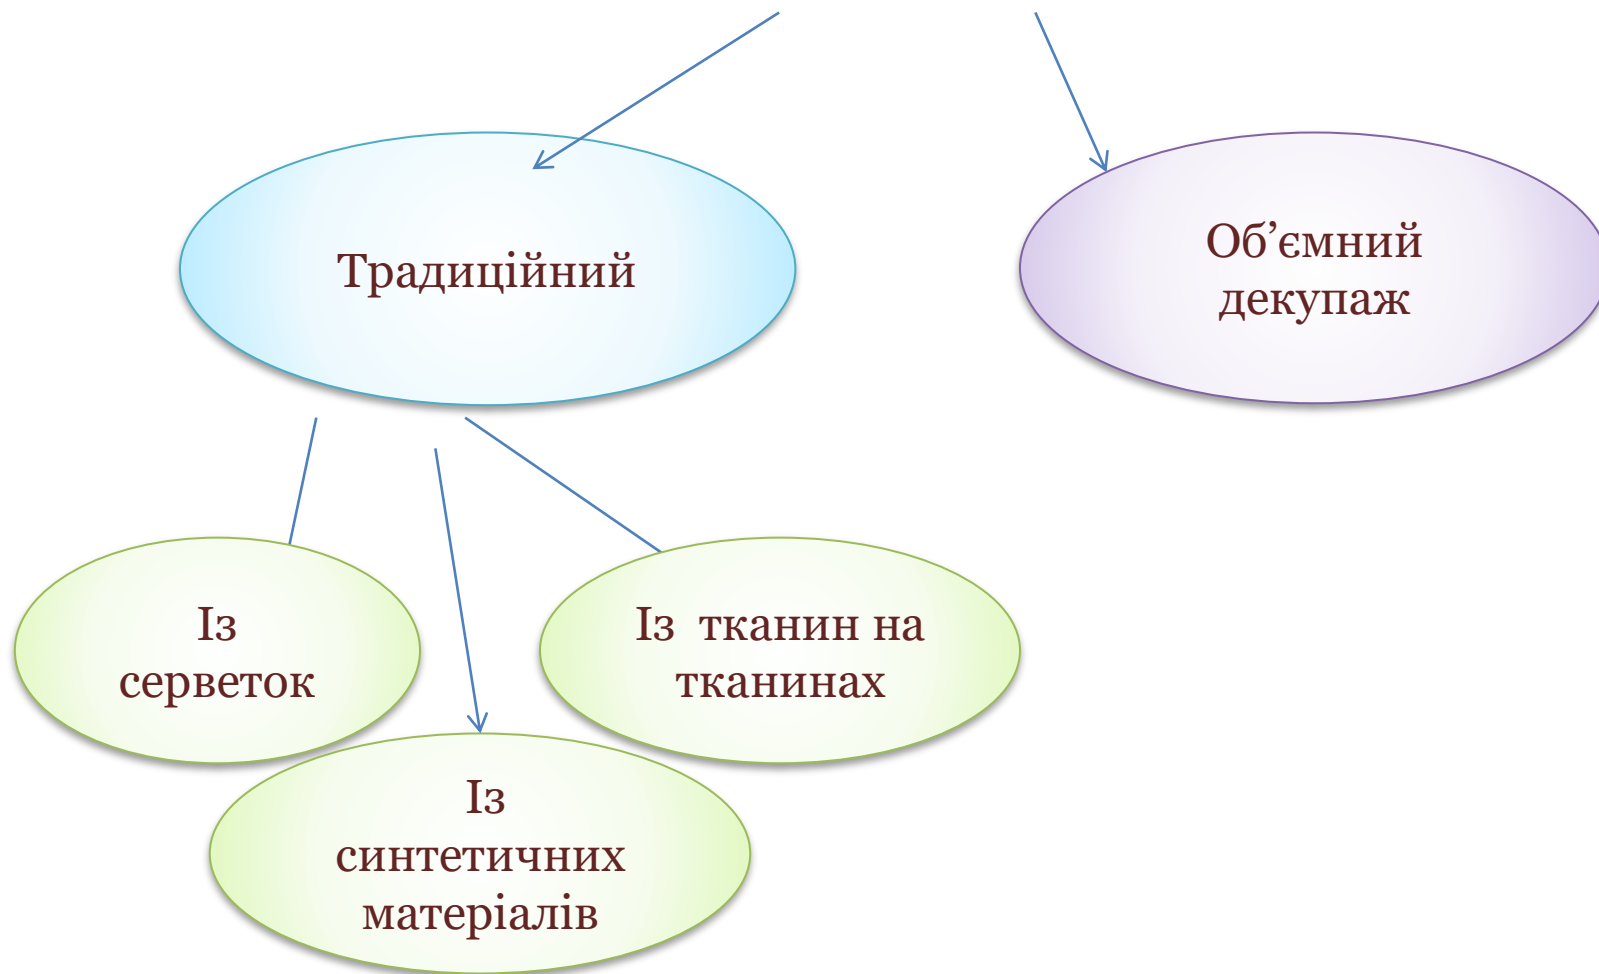 Традиційний
Об’ємний
декупаж
Із
серветок
Із тканин на
тканинах
Із
синтетичних
матеріалів